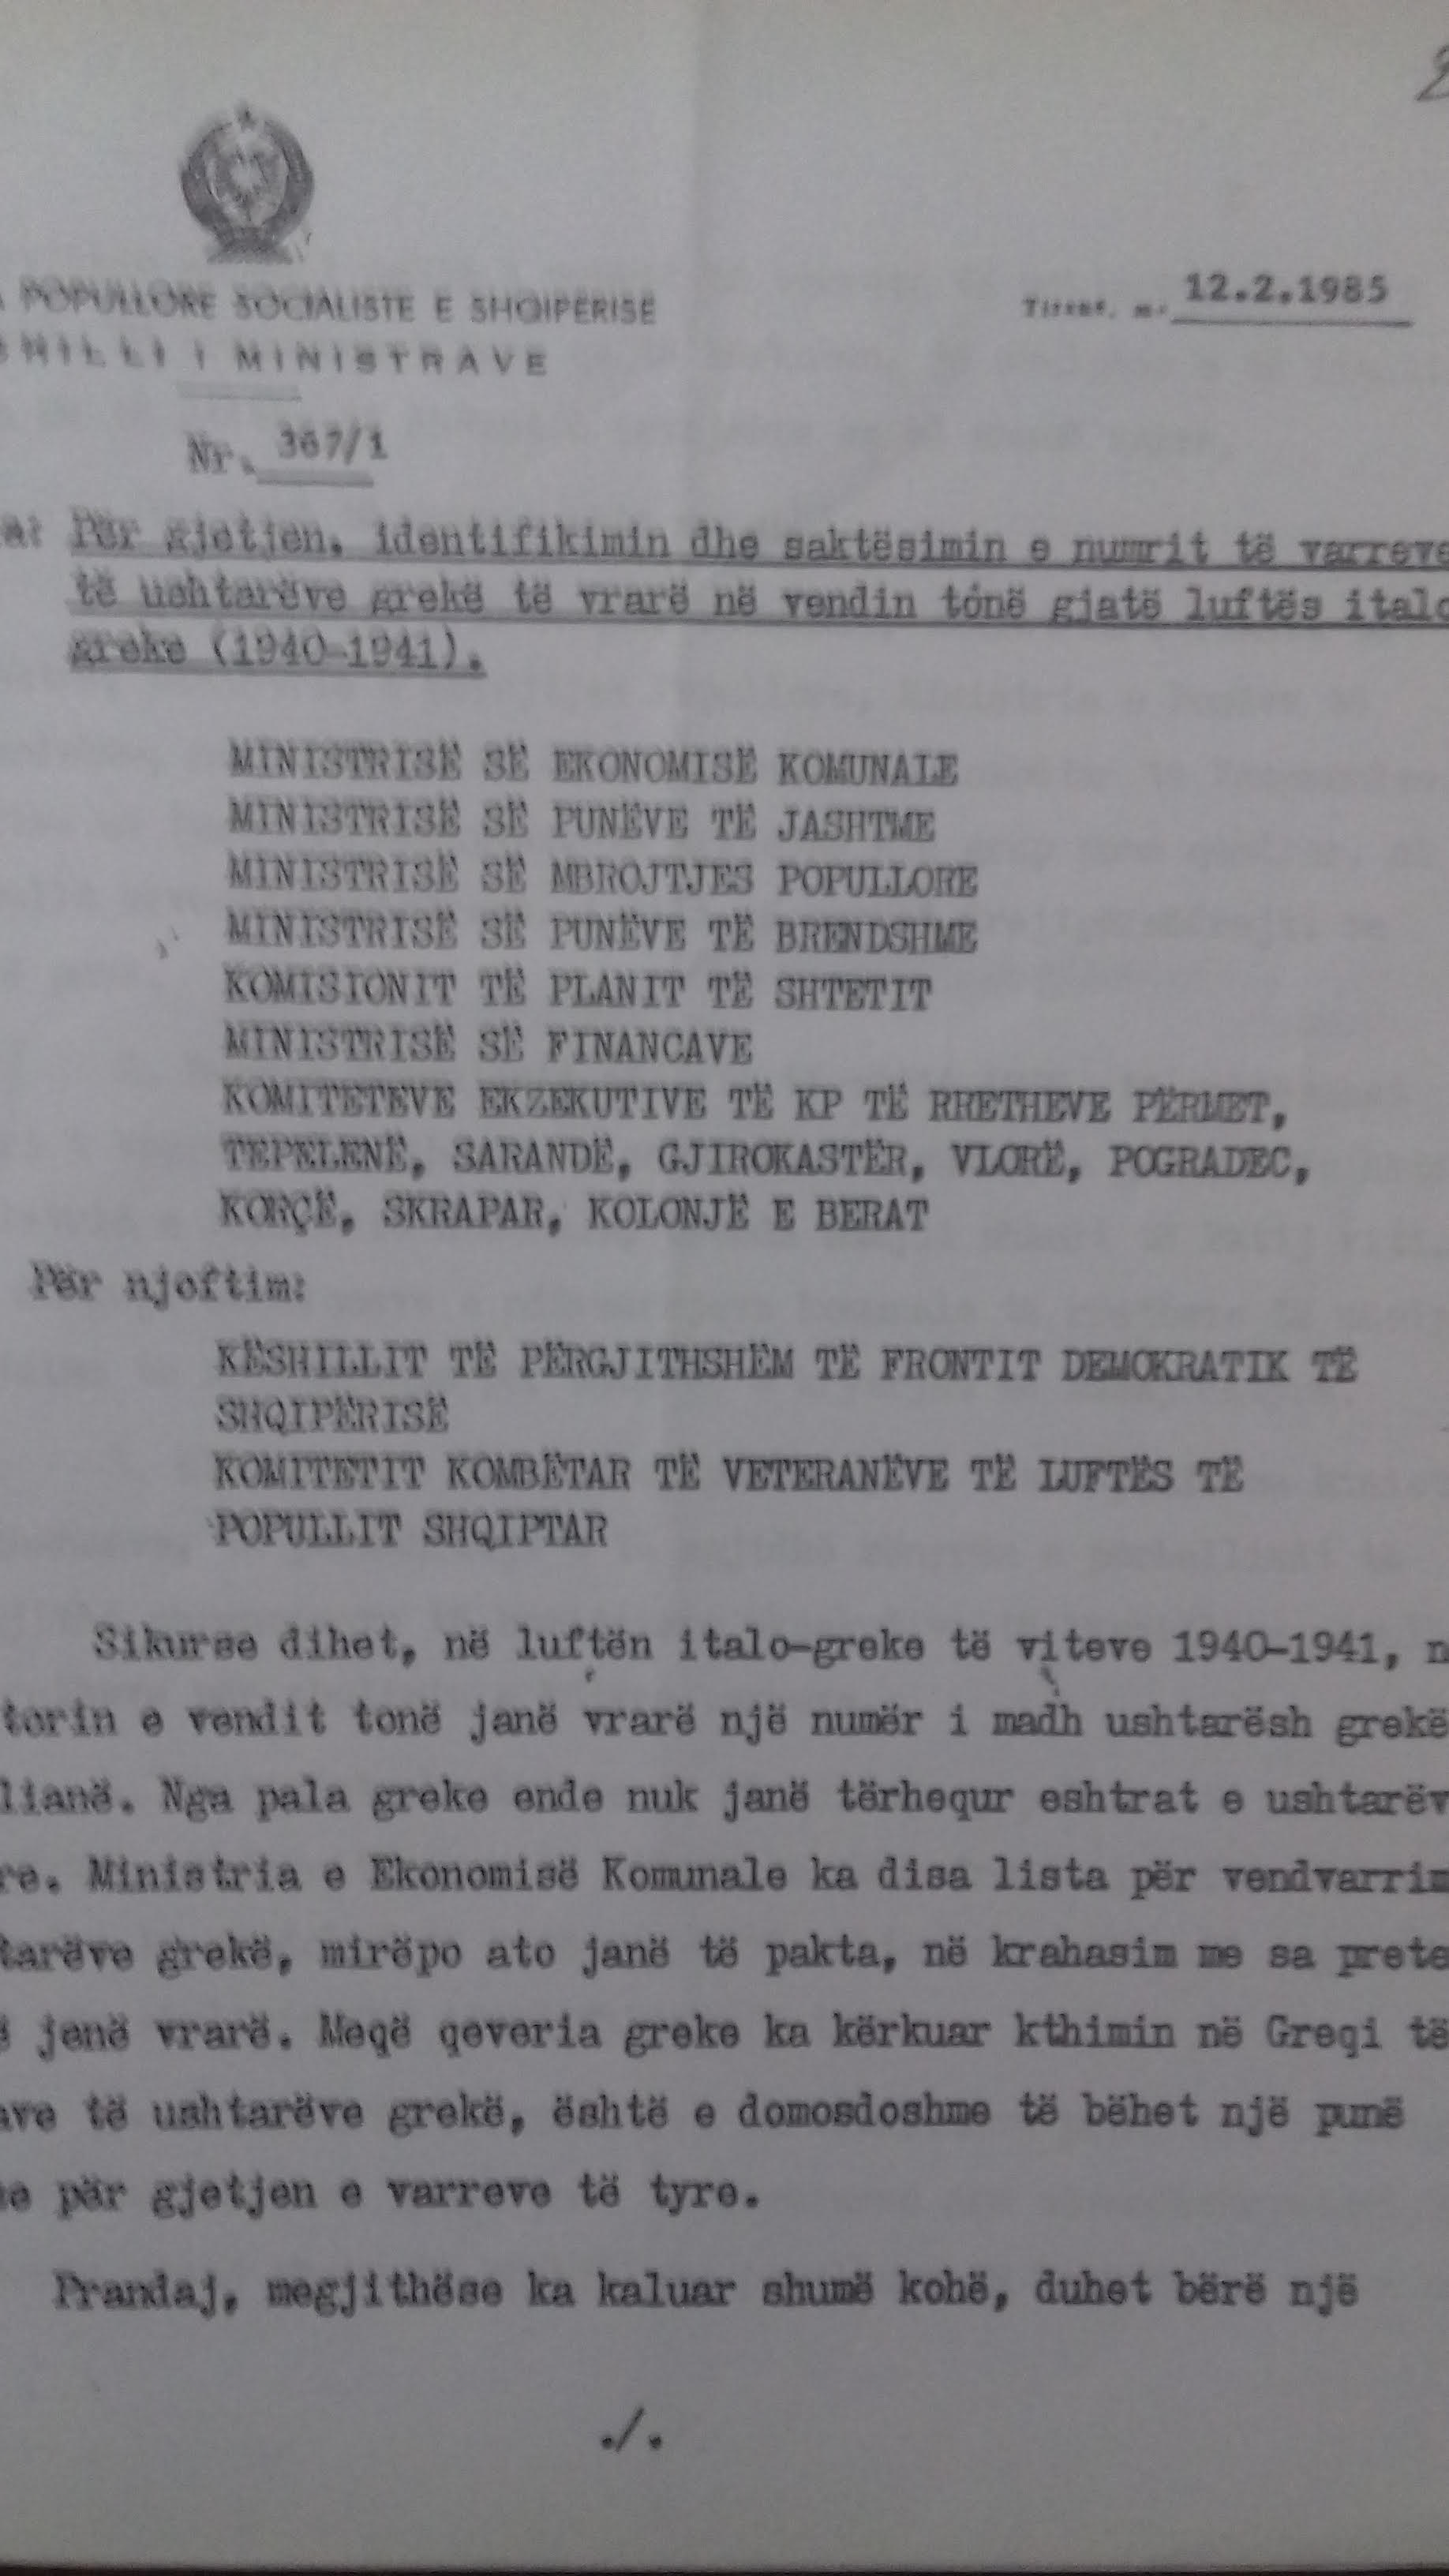 POPULLORE SOCIALISTE E SHQIPERISE
Tirane, m. 12.2.1985
I MINISTRAVE
Nr. 367/1
Për gjetjen, identifikimin dhe saktësimin e numrit të varreve
të ushtarëve grekë të vrarë në vendin tónë gjatë luftës italo
greke (1940-1941).
MINISTRISË SË EKONOMISË KOMUNALE
MINISTRISË SË PUNËVE TË JASHTME
MINISTRISË SË MBROJTJES POPULLORE
MINISTRISË SË PUNËVE TË BRENDSHME
KOMISIONIT TË PLANIT TË SHTETIT
MINISTRISË SË FINANCAVE
KOMITETEVE EKZEKUTIVE TË KP TË RRETHEVE PËRMET,
TEPELENË, SARANDË, GJIROKASTËR, VLORË, POGRADEC,
KORÇË, SKRAPAR, KOLONJË E BERAT
Për njoftim:
KËSHILLIT TË PËRGJITHSHËM TË FRONTIT DEMOKRATIK TË
SHQIPËRISË
KOMITETIT KOMBËTAR TË VETERANËVE TË LUFTËS TË
POPULLIT SHQIPTAR
Sikurse dihet, në luftën italo-greke të viteve 1940-1941, n
torin e vendit tonë janë vrarë një numër i madh ushtarësh grekë
lianë. Nga pala greke ende nuk janë tërhequr eshtrat e ushtarëv
re. Ministria e Ekonomisë Komunale ka disa lista për vendvarrim
tarëve grekë, mirëpo ato janë të pakta, në krahasim me sa prete
ë jenë vrarë. Meqë qeveria greke ka kërkuar kthimin në Greqi të
ave të ushtarëve grekë, është e domosdoshme të bëhet një punë
e për gjetjen e varreve të tyre.
Prandaj, megjithëse ka kaluar shumë kohë, duhet bërë një
./.